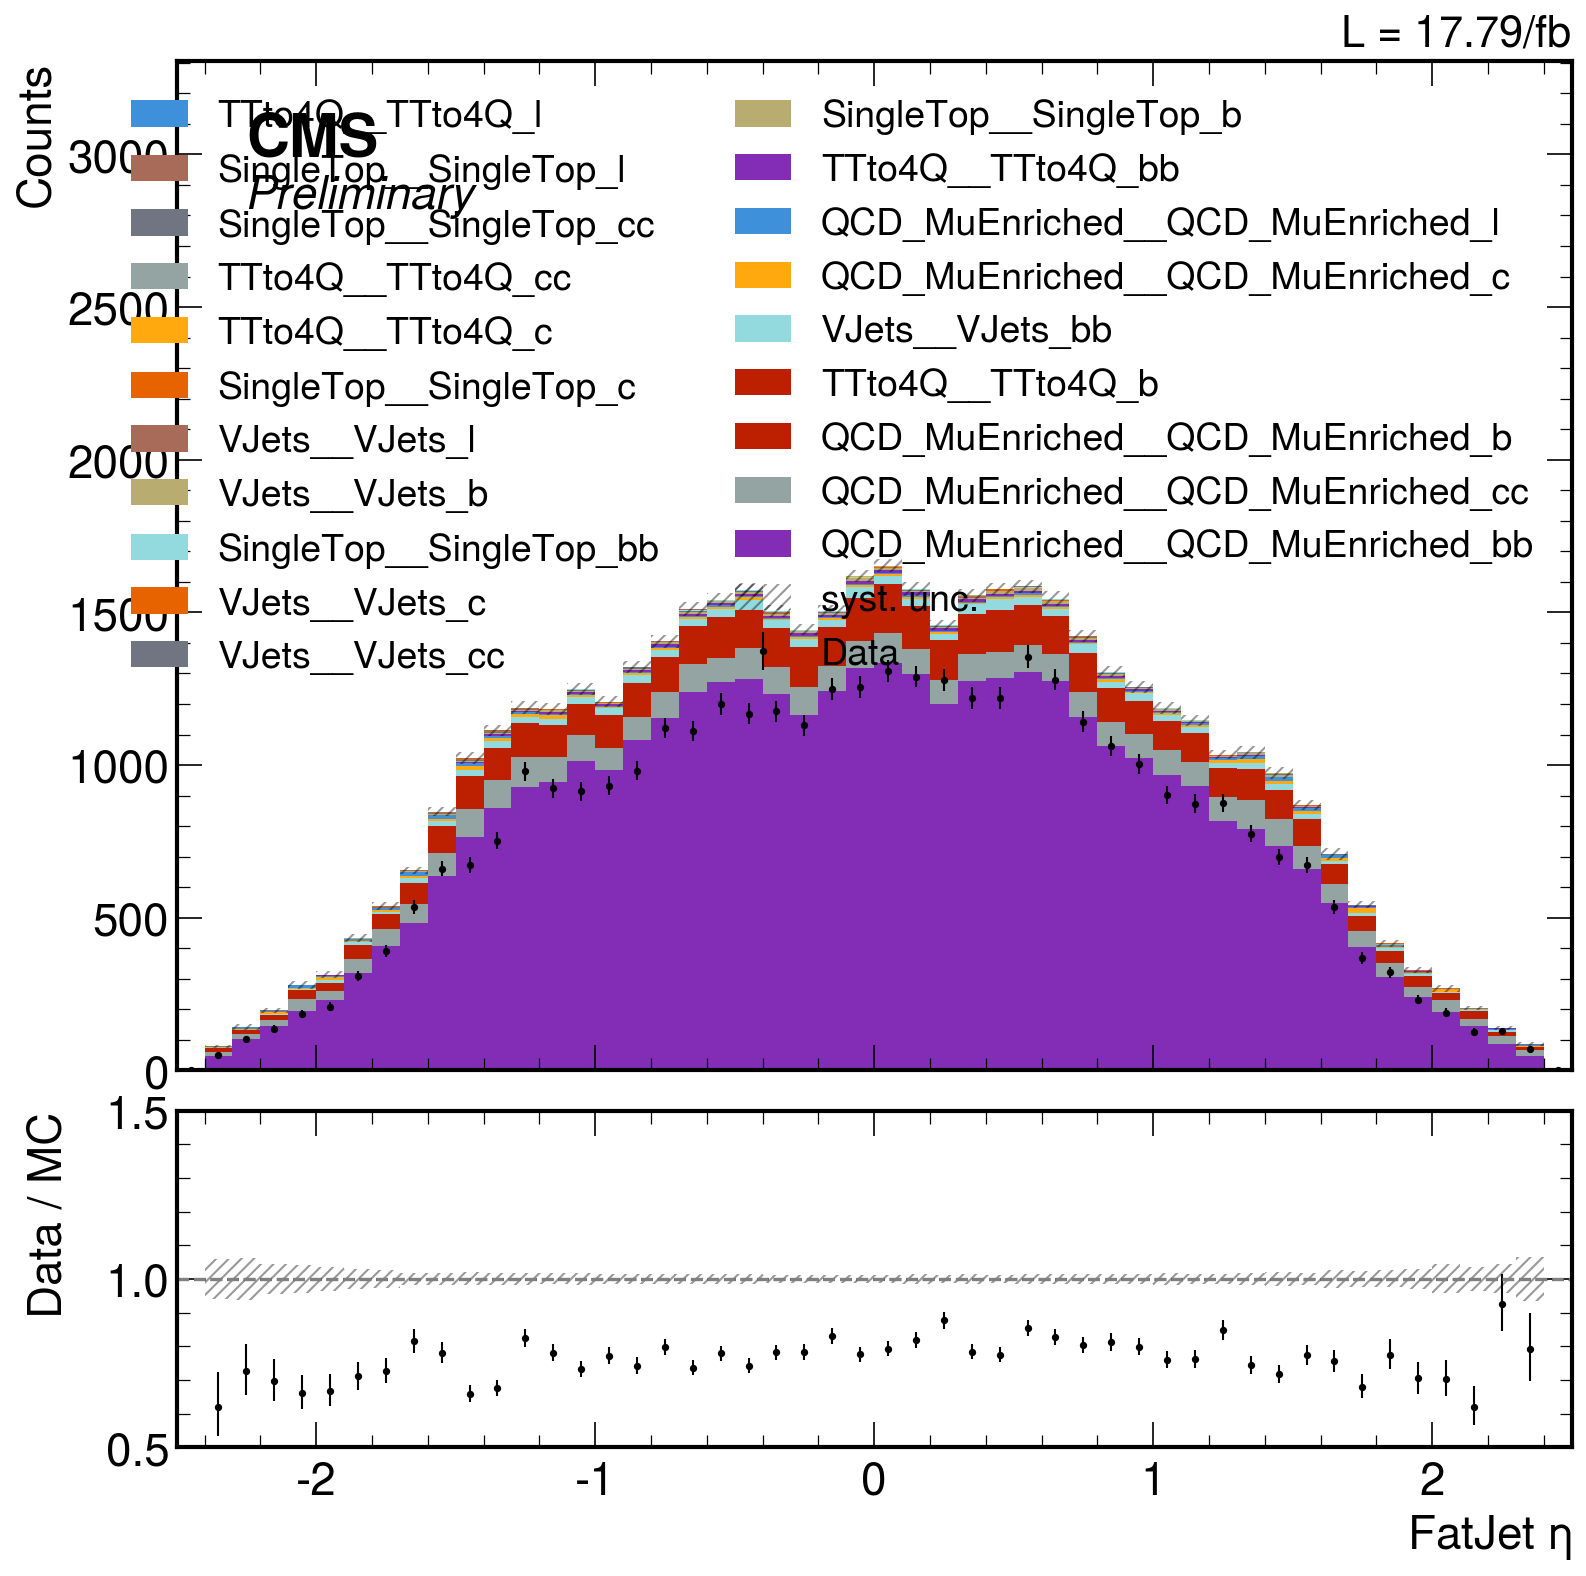 L = 17.79/fb
Counts
CMS
Preliminary
TTto4Q__TTto4Q_l
SingleTop__SingleTop_l
SingleTop__SingleTop_cc
TTto4Q__TTto4Q_cc
TTto4Q__TTto4Q_c
SingleTop__SingleTop_c
VJets__VJets_l
VJets__VJets_b
SingleTop__SingleTop_bb
VJets__VJets_c
VJets__VJets_cc
SingleTop__SingleTop_b
TTto4Q__TTto4Q_bb
QCD_MuEnriched__QCD_MuEnriched_l
QCD_MuEnriched__QCD_MuEnriched_c
VJets__VJets_bb
TTto4Q__TTto4Q_b
QCD_MuEnriched__QCD_MuEnriched_b
QCD_MuEnriched__QCD_MuEnriched_cc
QCD_MuEnriched__QCD_MuEnriched_bb
syst. unc.
Data
3000
2500
2000
1500
1000
500
0
Data / MC
1.5
1.0
0.5
-2
-1
0
1
2
FatJet η